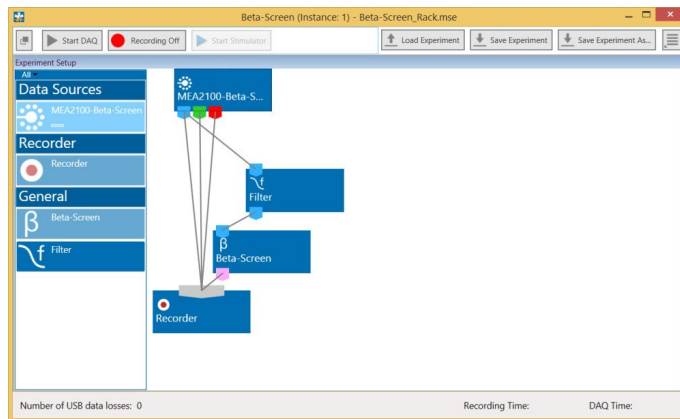 Beta-Screen (Instance: 1) - Beta-Screen_Rack.mse
Start DAQ
Recording Off
Start Stimulator
Load Experiment
Save Experiment
Save Experiment As...
Experiment Setup
All
Data Sources
MEA2100-Beta-Screen
Recorder
Recorder
General
β
Beta-Screen
f
Filter
MEA2100-Beta-S...
f
Filter
β
Beta-Screen
Recorder
Number of USB data losses: 0
Recording Time:
DAQ Time: